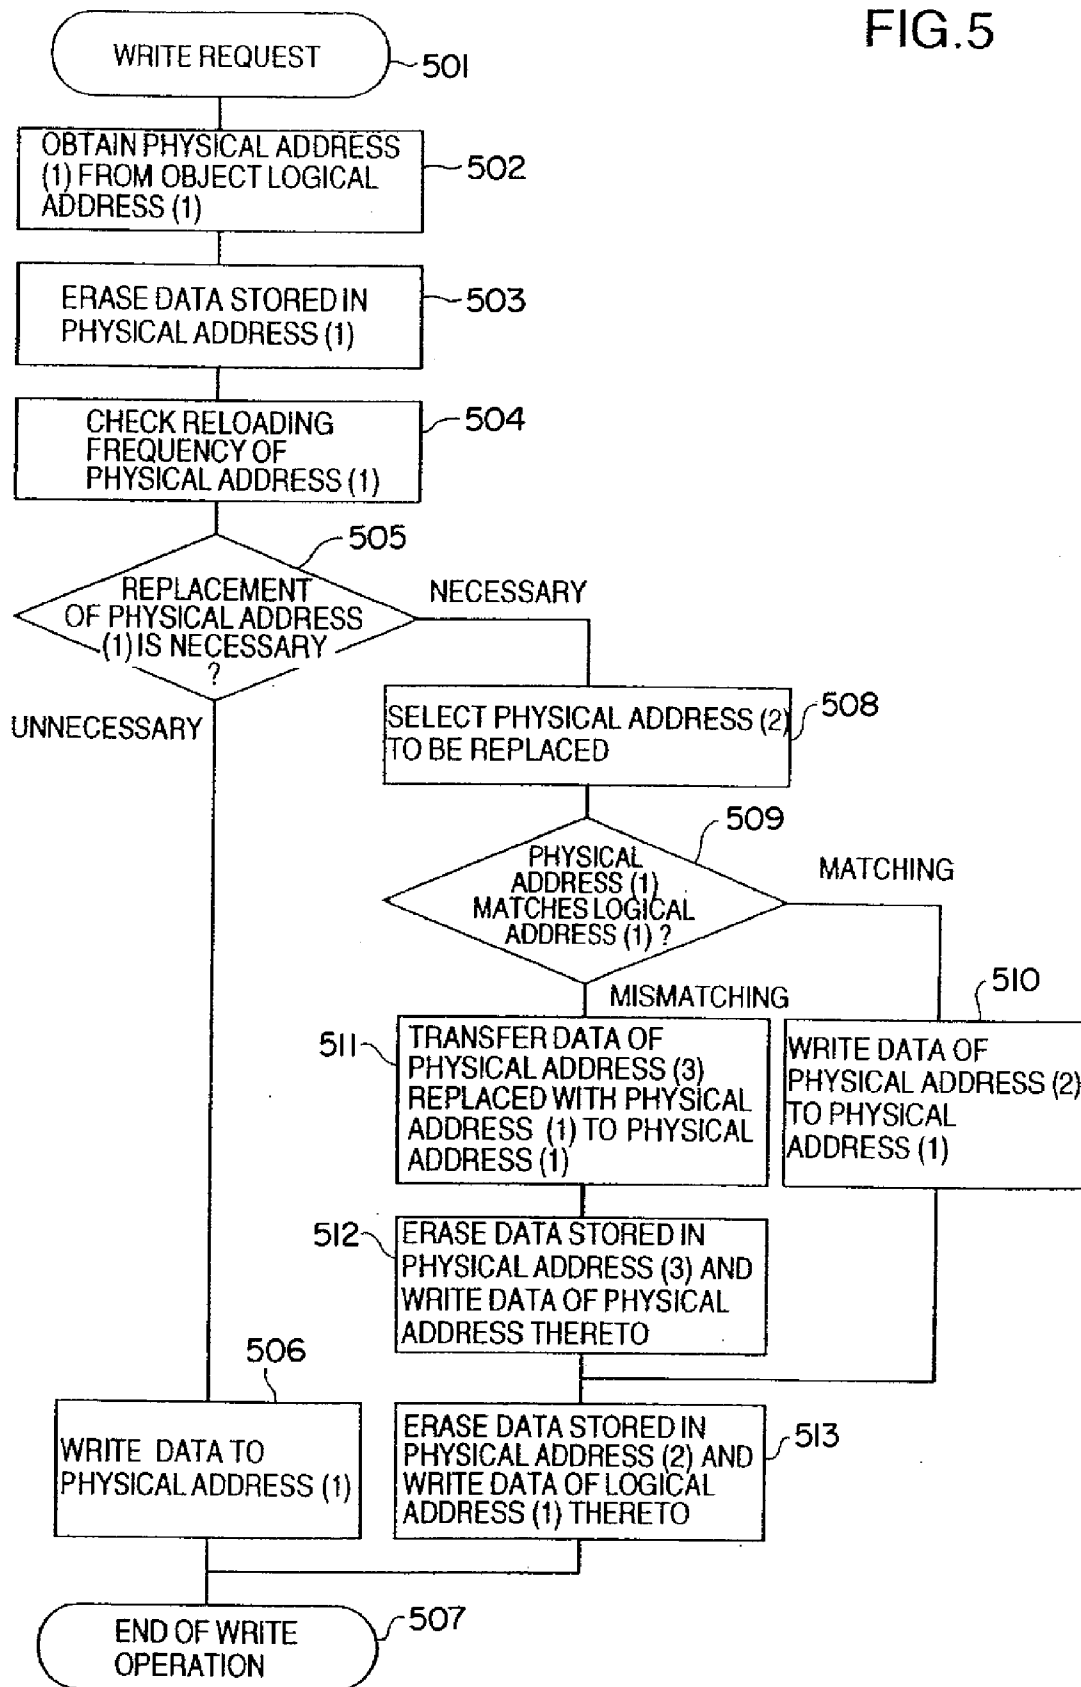 FIG.5
WRITE REQUEST
501
OBTAIN PHYSICAL ADDRESS
(1) FROM OBJECT LOGICAL
ADDRESS (1)
502
ERASE DATA STORED IN
PHYSICAL ADDRESS (1)
503
CHECK RELOADING
FREQUENCY OF
PHYSICAL ADDRESS (1)
504
505
REPLACEMENT
OF PHYSICAL ADDRESS
(1) IS NECESSARY
?
NECESSARY
UNNECESSARY
SELECT PHYSICAL ADDRESS (2)
TO BE REPLACED
508
509
PHYSICAL
ADDRESS (1)
MATCHES LOGICAL
ADDRESS (1) ?
MATCHING
MISMATCHING
510
WRITE DATA OF
PHYSICAL ADDRESS (2)
TO PHYSICAL
ADDRESS (1)
511
TRANSFER DATA OF
PHYSICAL ADDRESS (3)
REPLACED WITH PHYSICAL
ADDRESS (1) TO PHYSICAL
ADDRESS (1)
512
ERASE DATA STORED IN
PHYSICAL ADDRESS (3) AND
WRITE DATA OF PHYSICAL
ADDRESS THERETO
506
WRITE DATA TO
PHYSICAL ADDRESS (1)
ERASE DATA STORED IN
PHYSICAL ADDRESS (2) AND
WRITE DATA OF LOGICAL
ADDRESS (1) THERETO
513
END OF WRITE
OPERATION
507